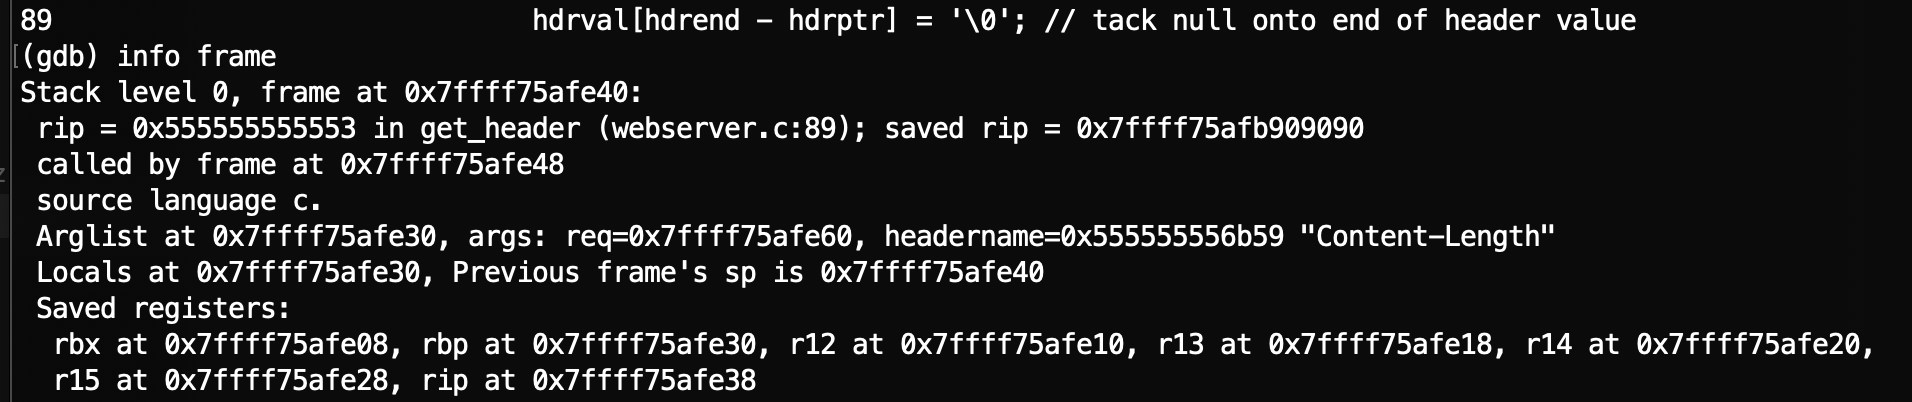 89                                hdrval[hdrend - hdrptr] = '\0'; // tack null onto end of header value
[(gdb) info frame
Stack level 0, frame at 0x7ffff75afe40:
 rip = 0x555555555553 in get_header (webserver.c:89); saved rip = 0x7ffff75afb909090
 called by frame at 0x7ffff75afe48
 source language c.
 Arglist at 0x7ffff75afe30, args: req=0x7ffff75afe60, headername=0x555555556b59 "Content-Length"
 Locals at 0x7ffff75afe30, Previous frame's sp is 0x7ffff75afe40
 Saved registers:
  rbx at 0x7ffff75afe08, rbp at 0x7ffff75afe30, r12 at 0x7ffff75afe10, r13 at 0x7ffff75afe18, r14 at 0x7ffff75afe20,
  r15 at 0x7ffff75afe28, rip at 0x7ffff75afe38